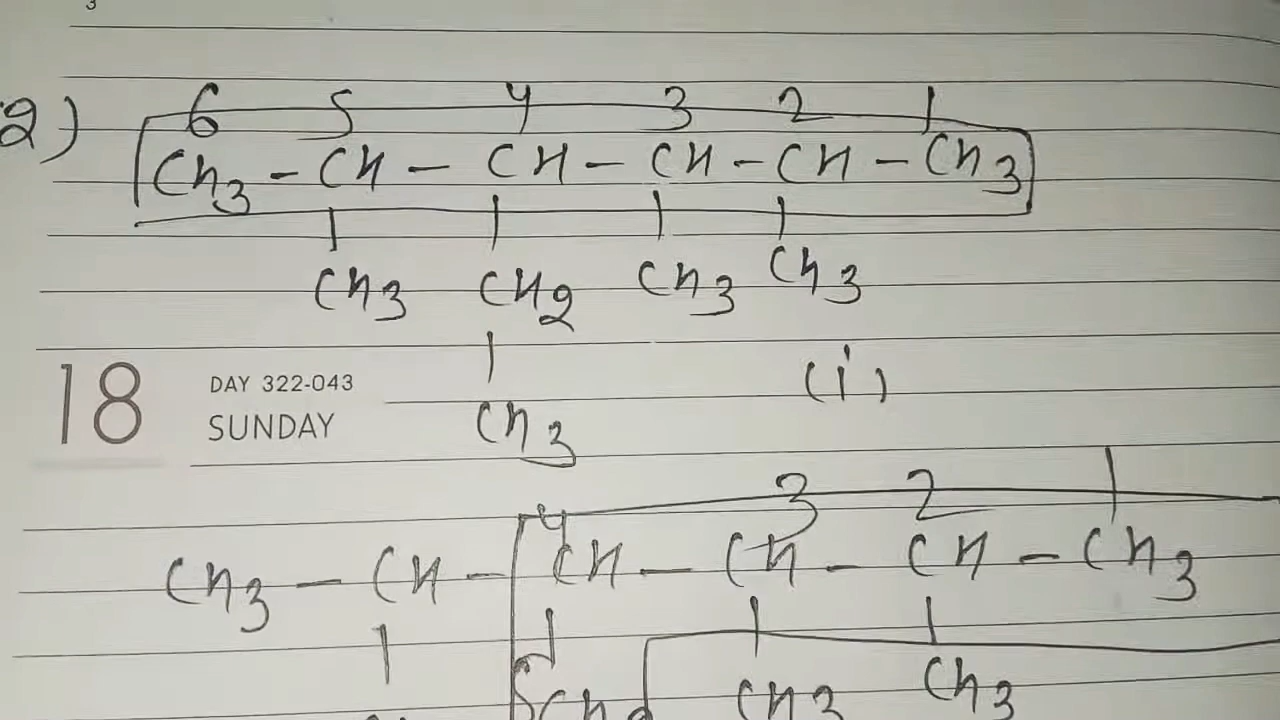 3
2)
6 5 4 3 2 1
CH3 - CH - CH - CH - CH - CH3
| | | |
CH3 CH2 CH3 CH3
|
CH3
(i)
18
DAY 322-043
SUNDAY
4 3 2 1
CH3 - CH - CH - CH - CH - CH3
| | | |
CH3 CH3